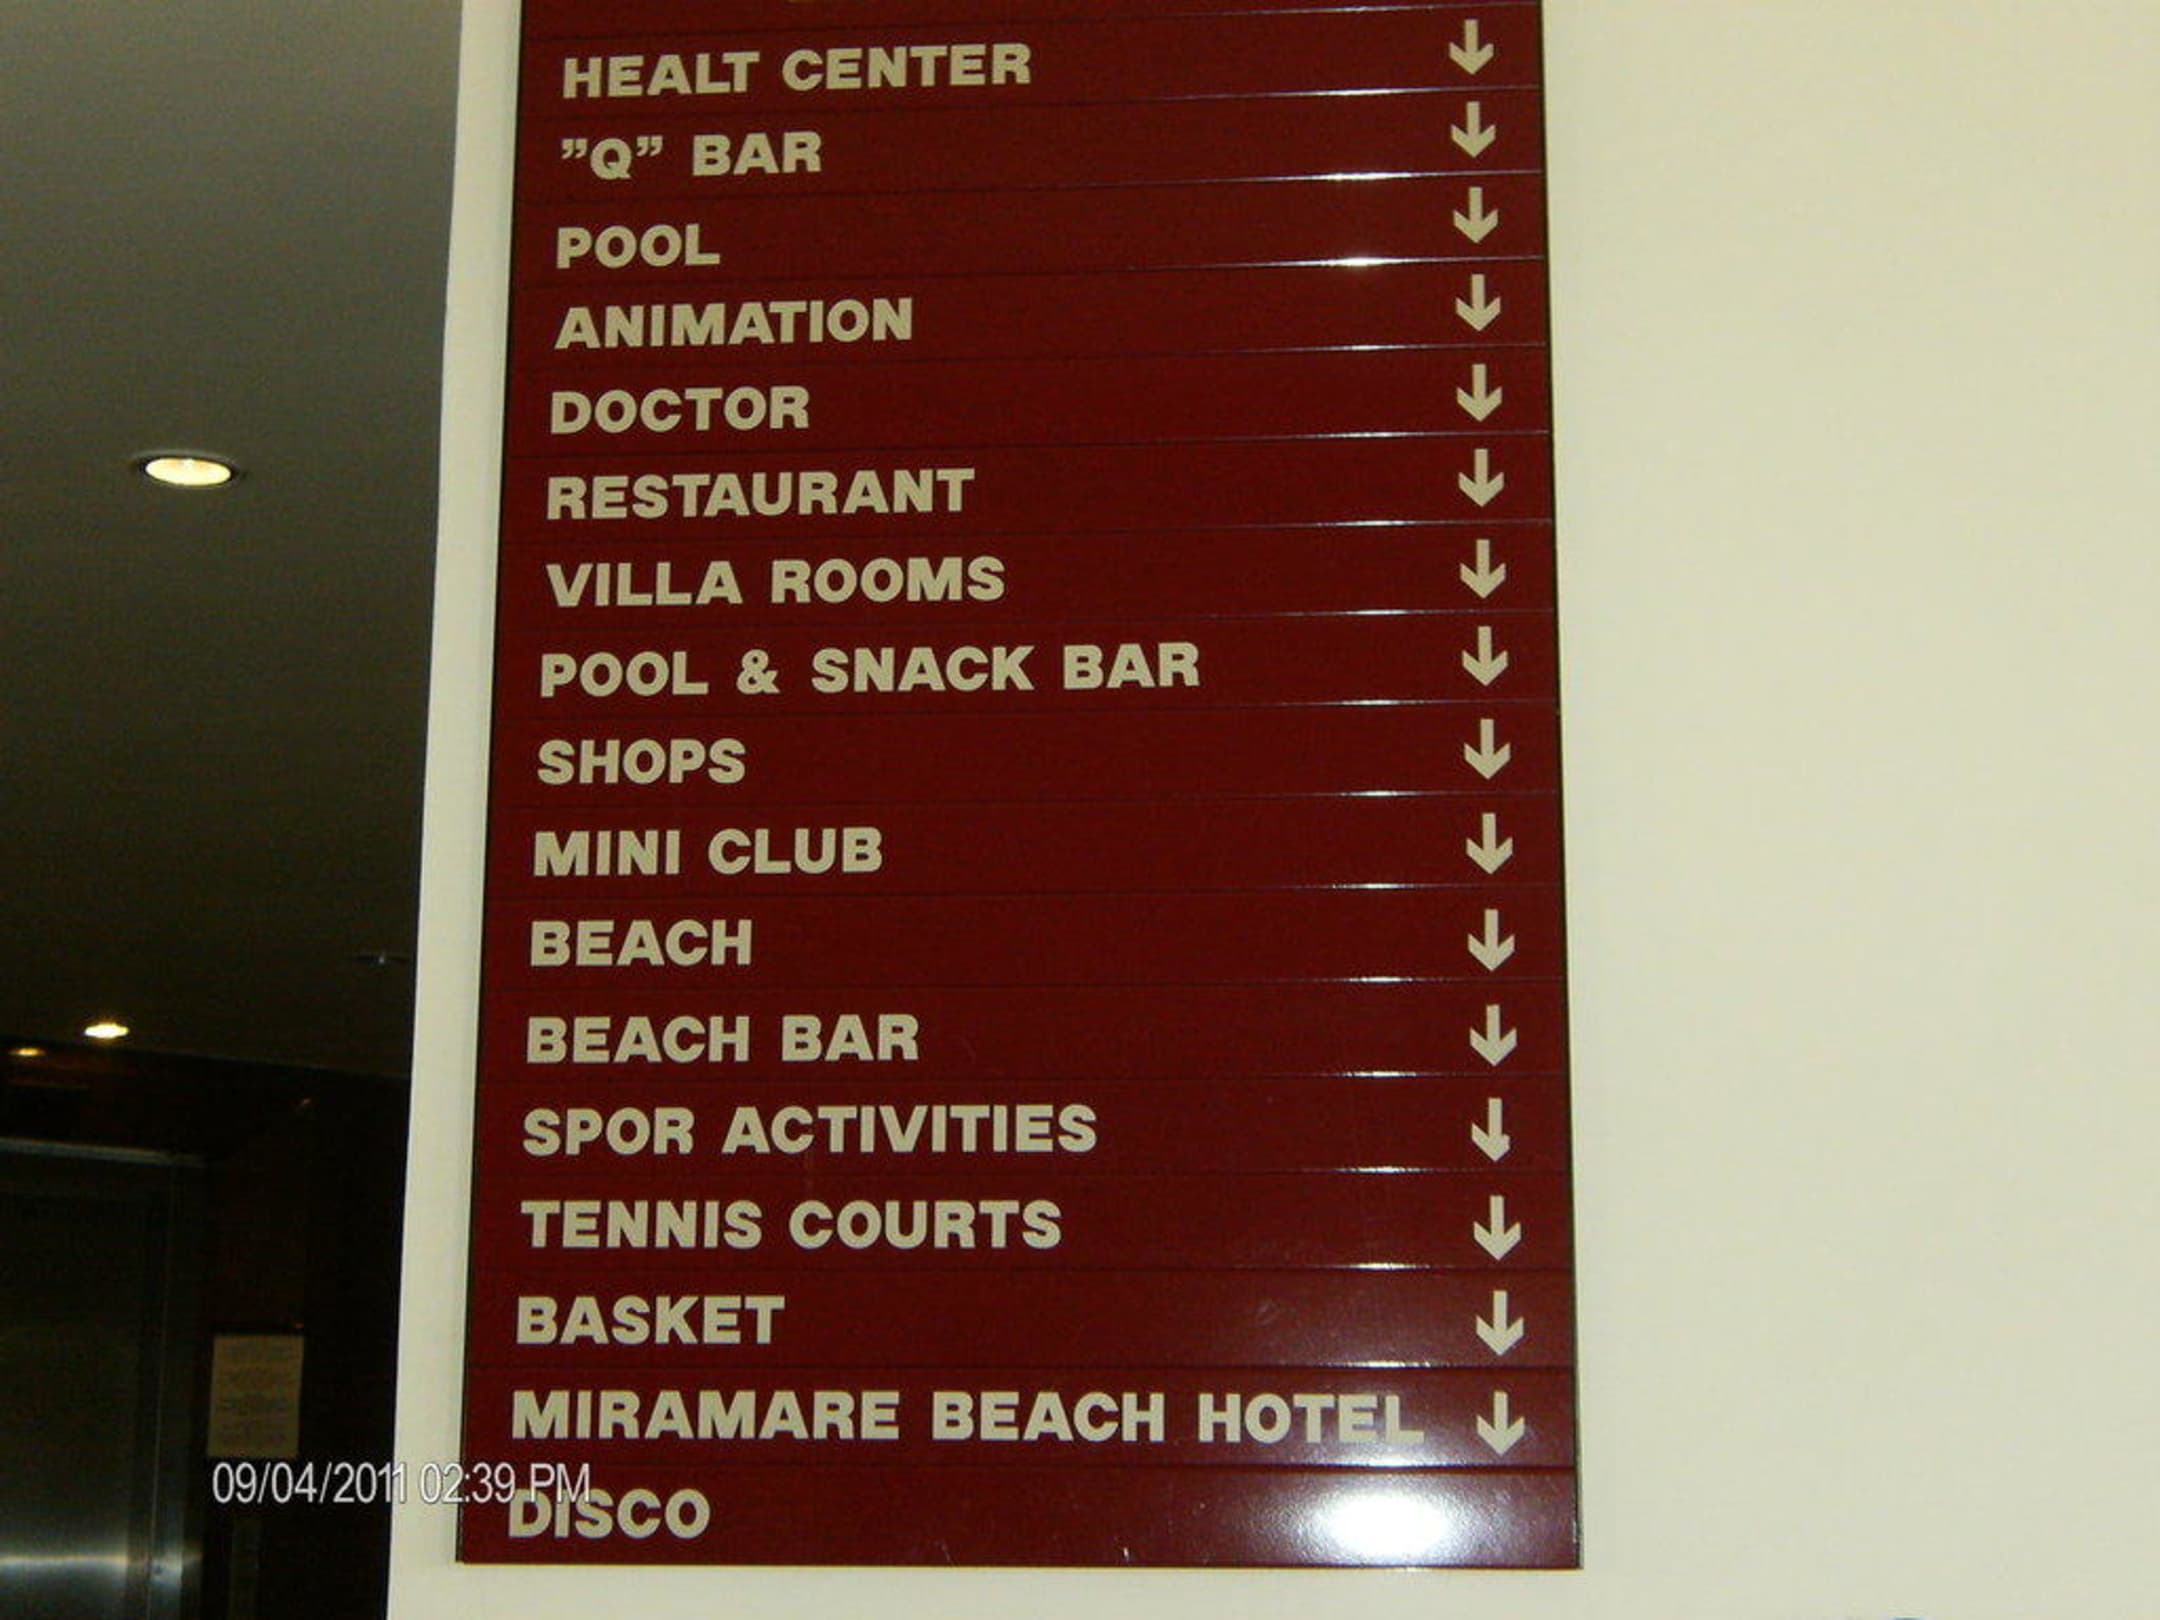 HEALT CENTER ↓
”Q” BAR ↓
POOL ↓
ANIMATION ↓
DOCTOR ↓
RESTAURANT ↓
VILLA ROOMS ↓
POOL & SNACK BAR ↓
SHOPS ↓
MINI CLUB ↓
BEACH ↓
BEACH BAR ↓
SPOR ACTIVITIES ↓
TENNIS COURTS ↓
BASKET ↓
MIRAMARE BEACH HOTEL ↓
DISCO
09/04/2011 02:39 PM